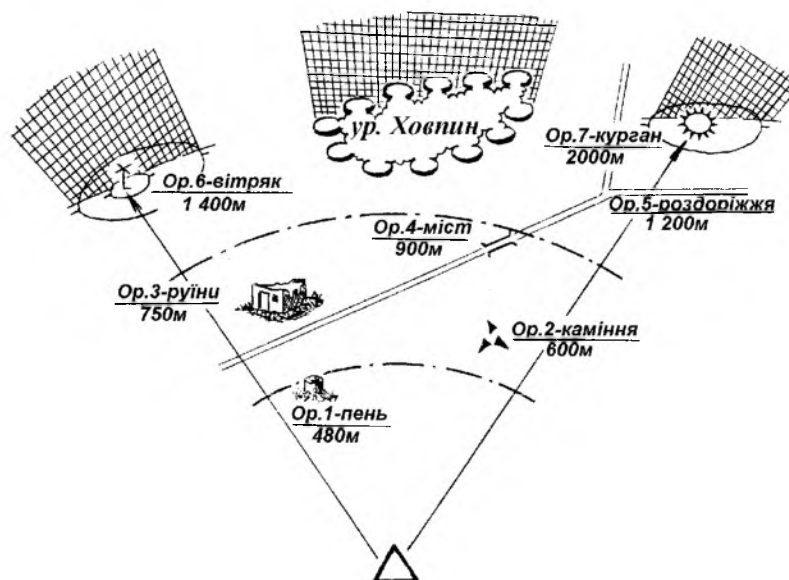 ур. Ховпин
Ор.7-курган
2000м
Ор.6-вітряк
1 400м
Ор.5-роздоріжжя
1 200м
Ор.4-міст
900м
Ор.3-руїни
750м
Ор.2-каміння
600м
Ор.1-пень
480м